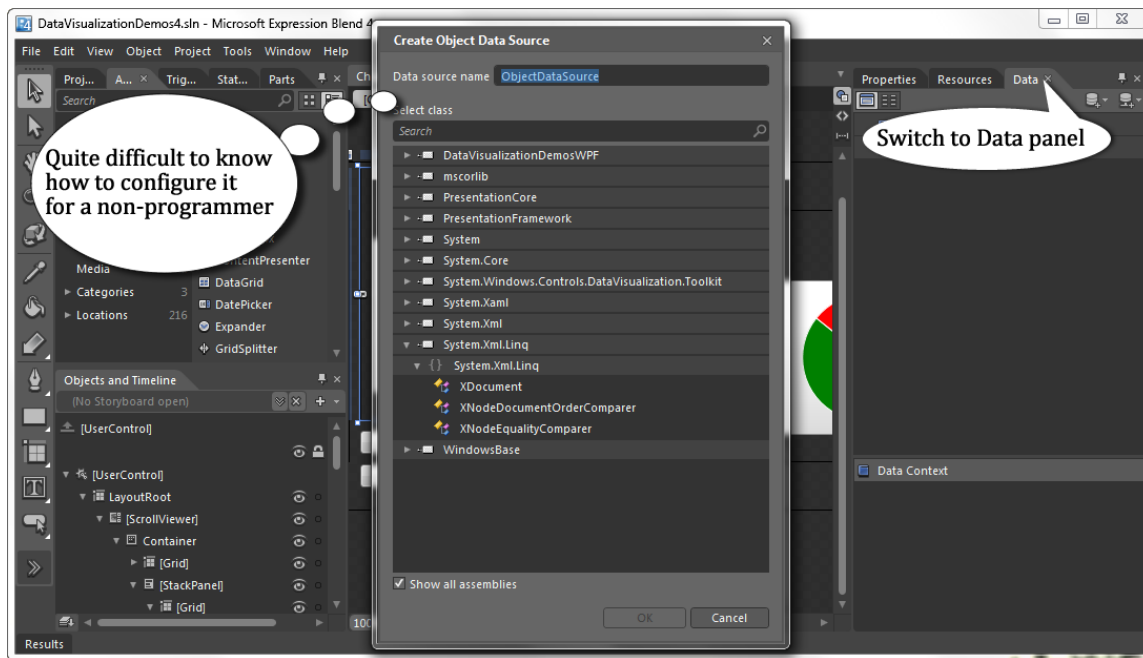 DataVisualizationDemos4.sln - Microsoft Expression Blend 4
File Edit View Object Project Tools Window Help
Proj... A... × Trig... Stat... Parts
Search
Quite difficult to know
how to configure it
for a non-programmer
Media
Categories 3
Locations 216
ContentPresenter
DataGrid
DatePicker
Expander
GridSplitter
Objects and Timeline
(No Storyboard open)
[UserControl]
[UserControl]
LayoutRoot
[ScrollViewer]
Container
[Grid]
[StackPanel]
[Grid]
Results
Create Object Data Source
Data source name ObjectDataSource
Select class
Search
DataVisualizationDemosWPF
mscorlib
PresentationCore
PresentationFramework
System
System.Core
System.Windows.Controls.DataVisualization.Toolkit
System.Xaml
System.Xml
System.Xml.Linq
{} System.Xml.Linq
XDocument
XNodeDocumentOrderComparer
XNodeEqualityComparer
WindowsBase
Show all assemblies
OK Cancel
Properties Resources Data ×
Switch to Data panel
Data Context